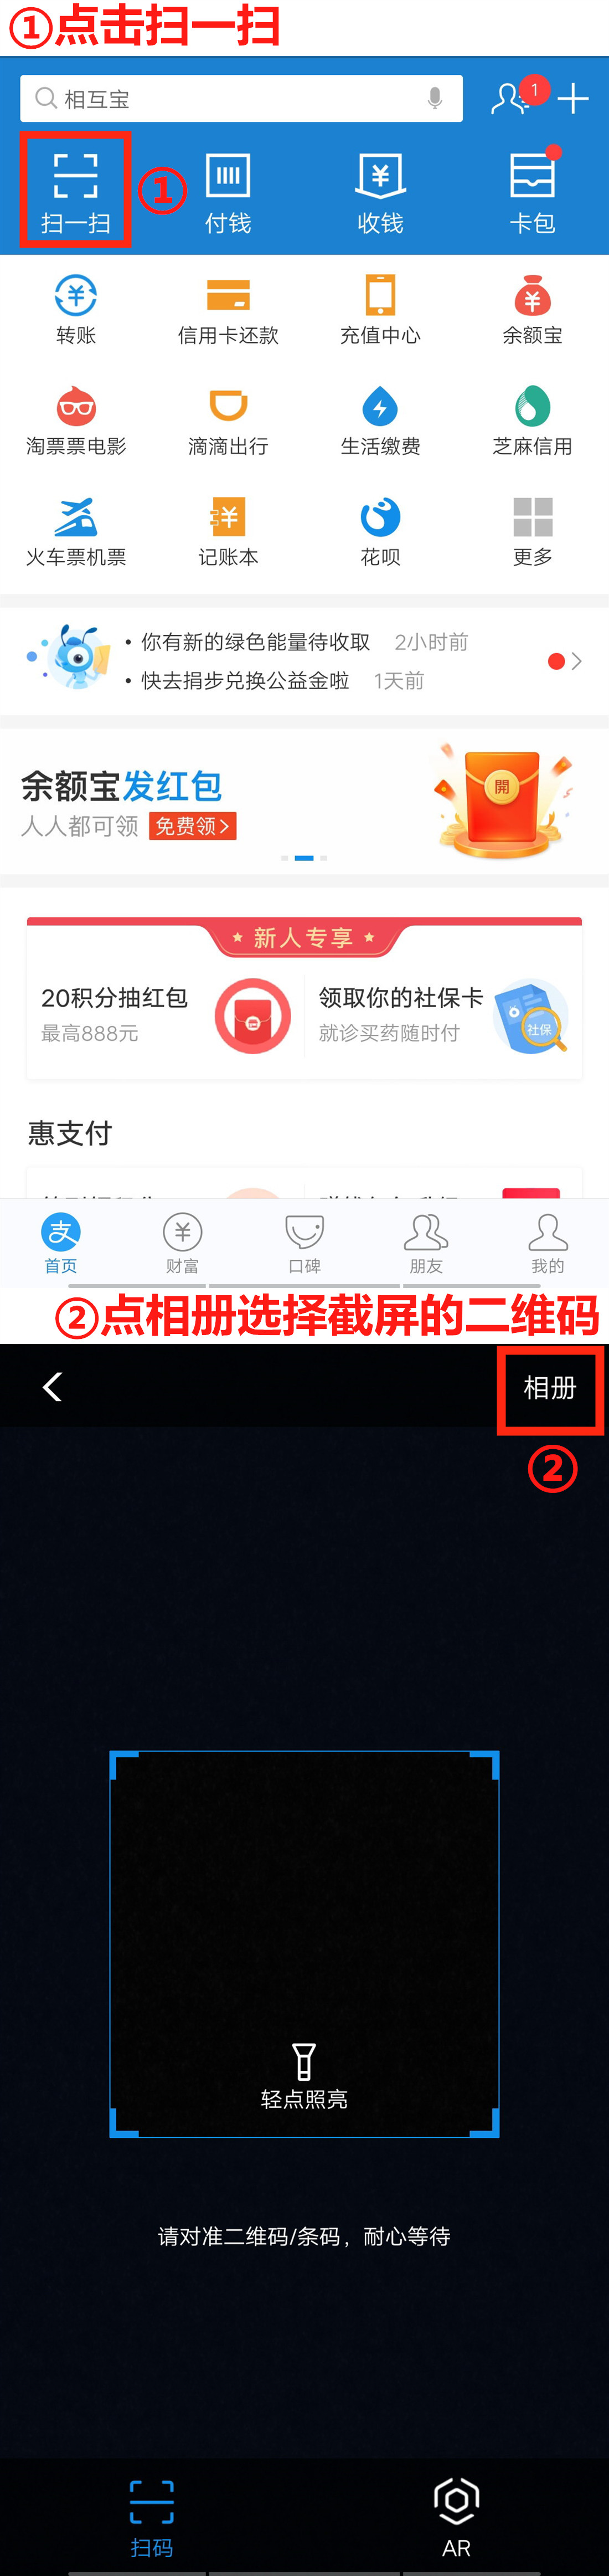 ①点击扫一扫
相互宝
1
扫一扫 ① 付钱 收钱 卡包
转账 信用卡还款 充值中心 余额宝
淘票票电影 滴滴出行 生活缴费 芝麻信用
火车票机票 记账本 花呗 更多
• 你有新的绿色能量待收取 2小时前
• 快去捐步兑换公益金啦 1天前
余额宝发红包
人人都可领 免费领>
開
新人专享
20积分抽红包 领取你的社保卡
最高888元 就诊买药随时付
社保
惠支付
支
首页 财富 口碑 朋友 我的
②点相册选择截屏的二维码
相册
②
轻点照亮
请对准二维码/条码，耐心等待
扫码 AR